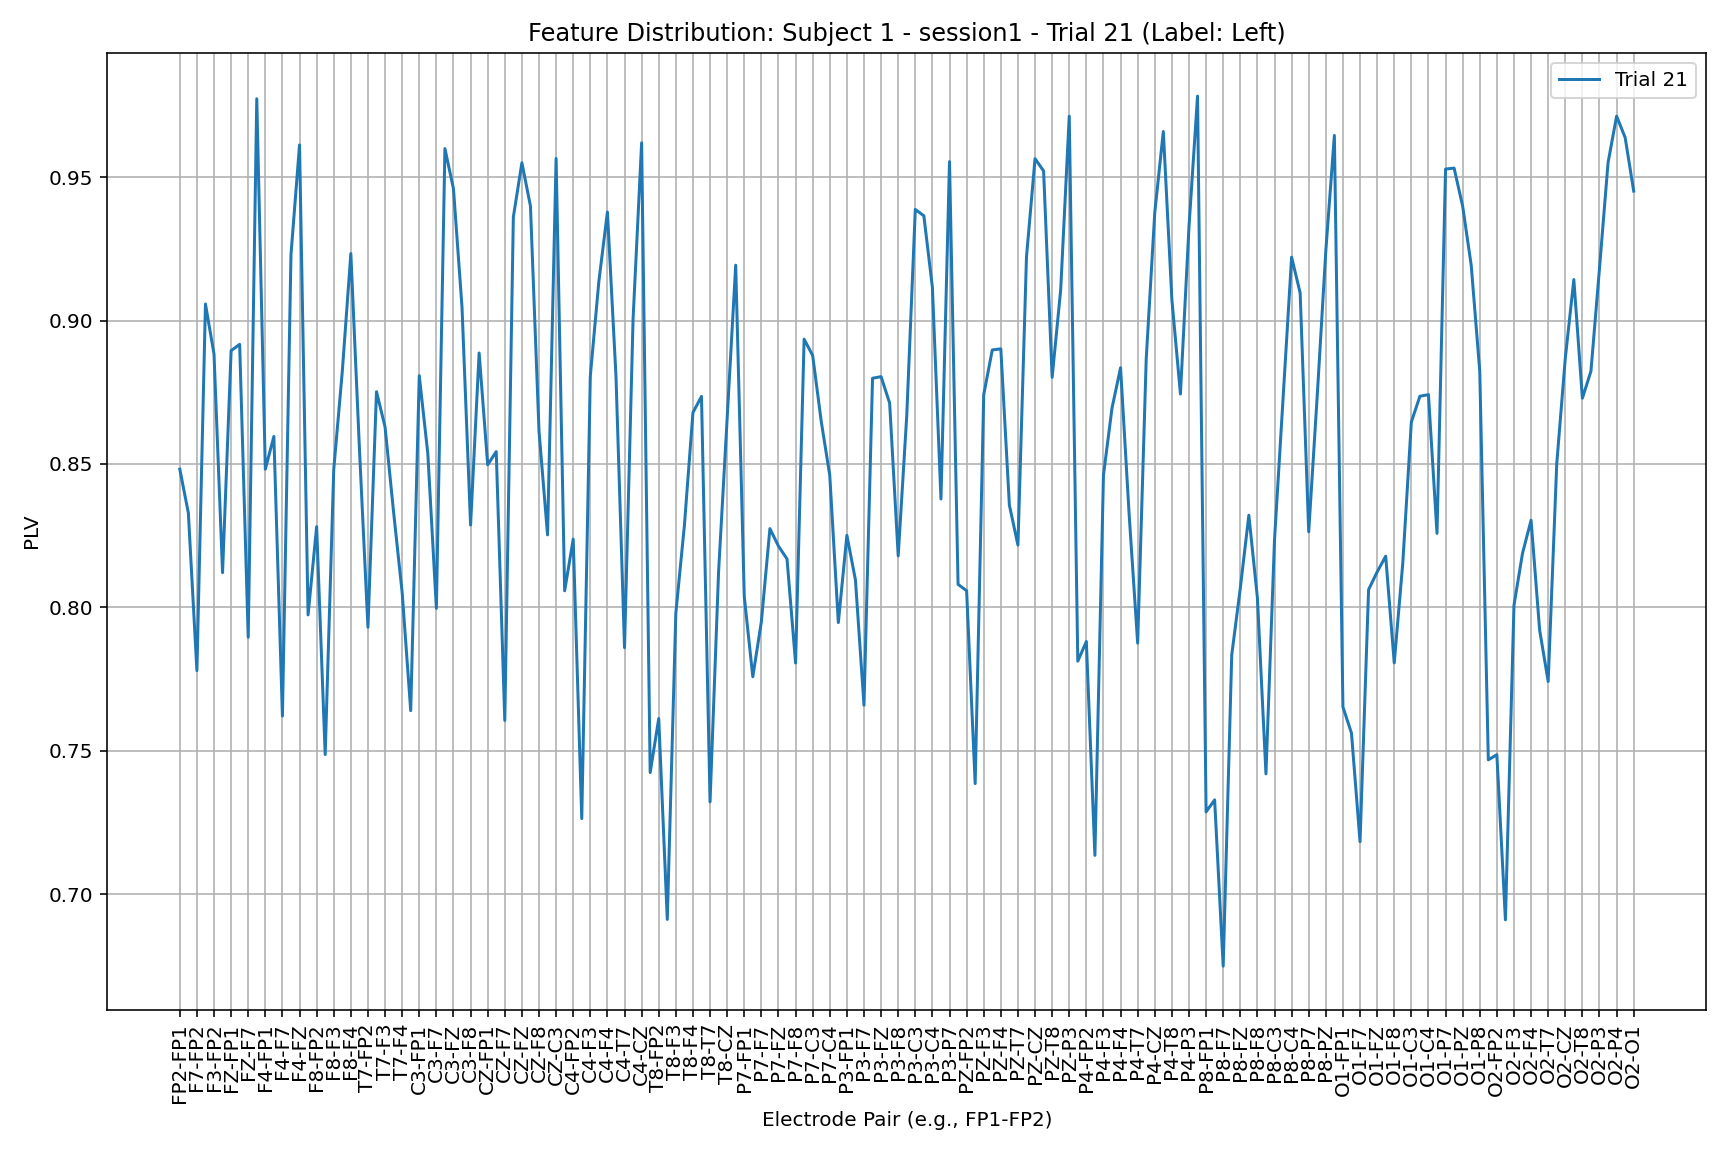 Feature Distribution: Subject 1 - session1 - Trial 21 (Label: Left)
Trial 21
PLV
0.95
0.90
0.85
0.80
0.75
0.70
FP2-FP1
F7-FP2
F3-FP2
FZ-FP1
FZ-F7
F4-FP1
F4-F7
F4-FZ
F8-FP2
F8-F3
F8-F4
T7-FP2
T7-F3
T7-F4
C3-FP1
C3-F7
C3-FZ
C3-F8
CZ-FP1
CZ-F7
CZ-FZ
CZ-F8
CZ-C3
C4-FP2
C4-F3
C4-F4
C4-T7
C4-CZ
T8-FP2
T8-F3
T8-F4
T8-T7
T8-CZ
P7-FP1
P7-F7
P7-FZ
P7-F8
P7-C3
P7-C4
P3-FP1
P3-F7
P3-FZ
P3-F8
P3-C3
P3-C4
P3-P7
PZ-FP2
PZ-F3
PZ-F4
PZ-T7
PZ-CZ
PZ-T8
PZ-P3
P4-FP2
P4-F3
P4-F4
P4-T7
P4-CZ
P4-T8
P4-P3
P8-FP1
P8-F7
P8-FZ
P8-F8
P8-C3
P8-C4
P8-P7
P8-PZ
O1-FP1
O1-F7
O1-FZ
O1-F8
O1-C3
O1-C4
O1-P7
O1-PZ
O1-P8
O2-FP2
O2-F3
O2-F4
O2-T7
O2-CZ
O2-T8
O2-P3
O2-P4
O2-O1
Electrode Pair (e.g., FP1-FP2)